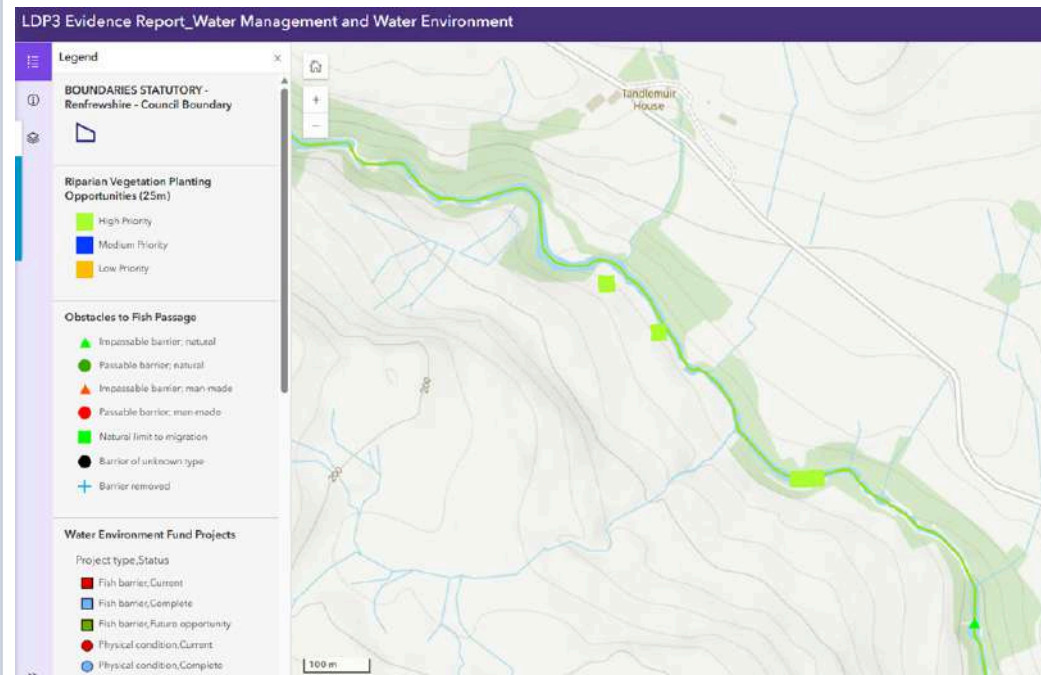 LDP3 Evidence Report_Water Management and Water Environment
Legend
×
BOUNDARIES STATUTORY -
Renfrewshire - Council Boundary
Riparian Vegetation Planting
Opportunities (25m)
High Priority
Medium Priority
Low Priority
Obstacles to Fish Passage
Impassable barrier; natural
Passable barrier; natural
Impassable barrier; man-made
Passable barrier; man-made
Natural limit to migration
Barrier of unknown type
Barrier removed
Water Environment Fund Projects
Project type,Status
Fish barrier,Current
Fish barrier,Complete
Fish barrier,Future opportunity
Physical condition,Current
Physical condition,Complete
+
−
Tandlemuir
House
200
200
100 m